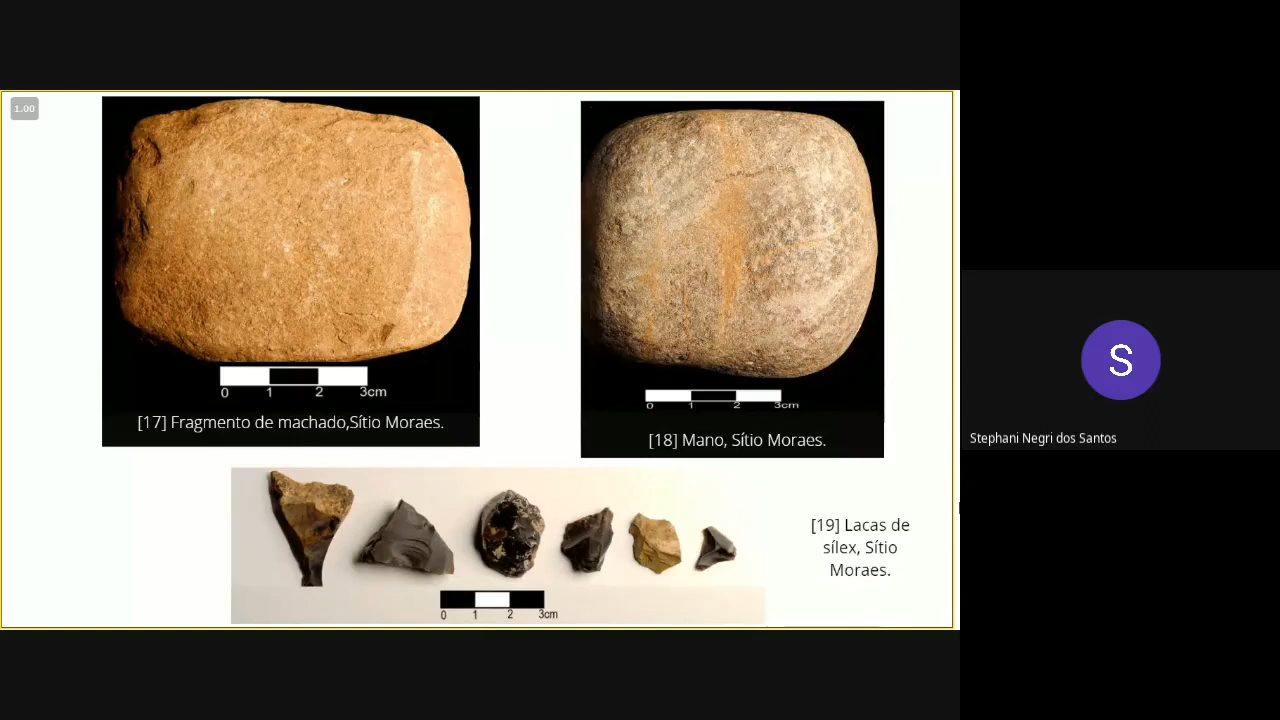 1.00
0 1 2 3cm
[17] Fragmento de machado,Sítio Moraes.
0 1 2 3cm
[18] Mano, Sítio Moraes.
[19] Lacas de
sílex, Sítio
Moraes.
0 1 2 3cm
S
Stephani Negri dos Santos